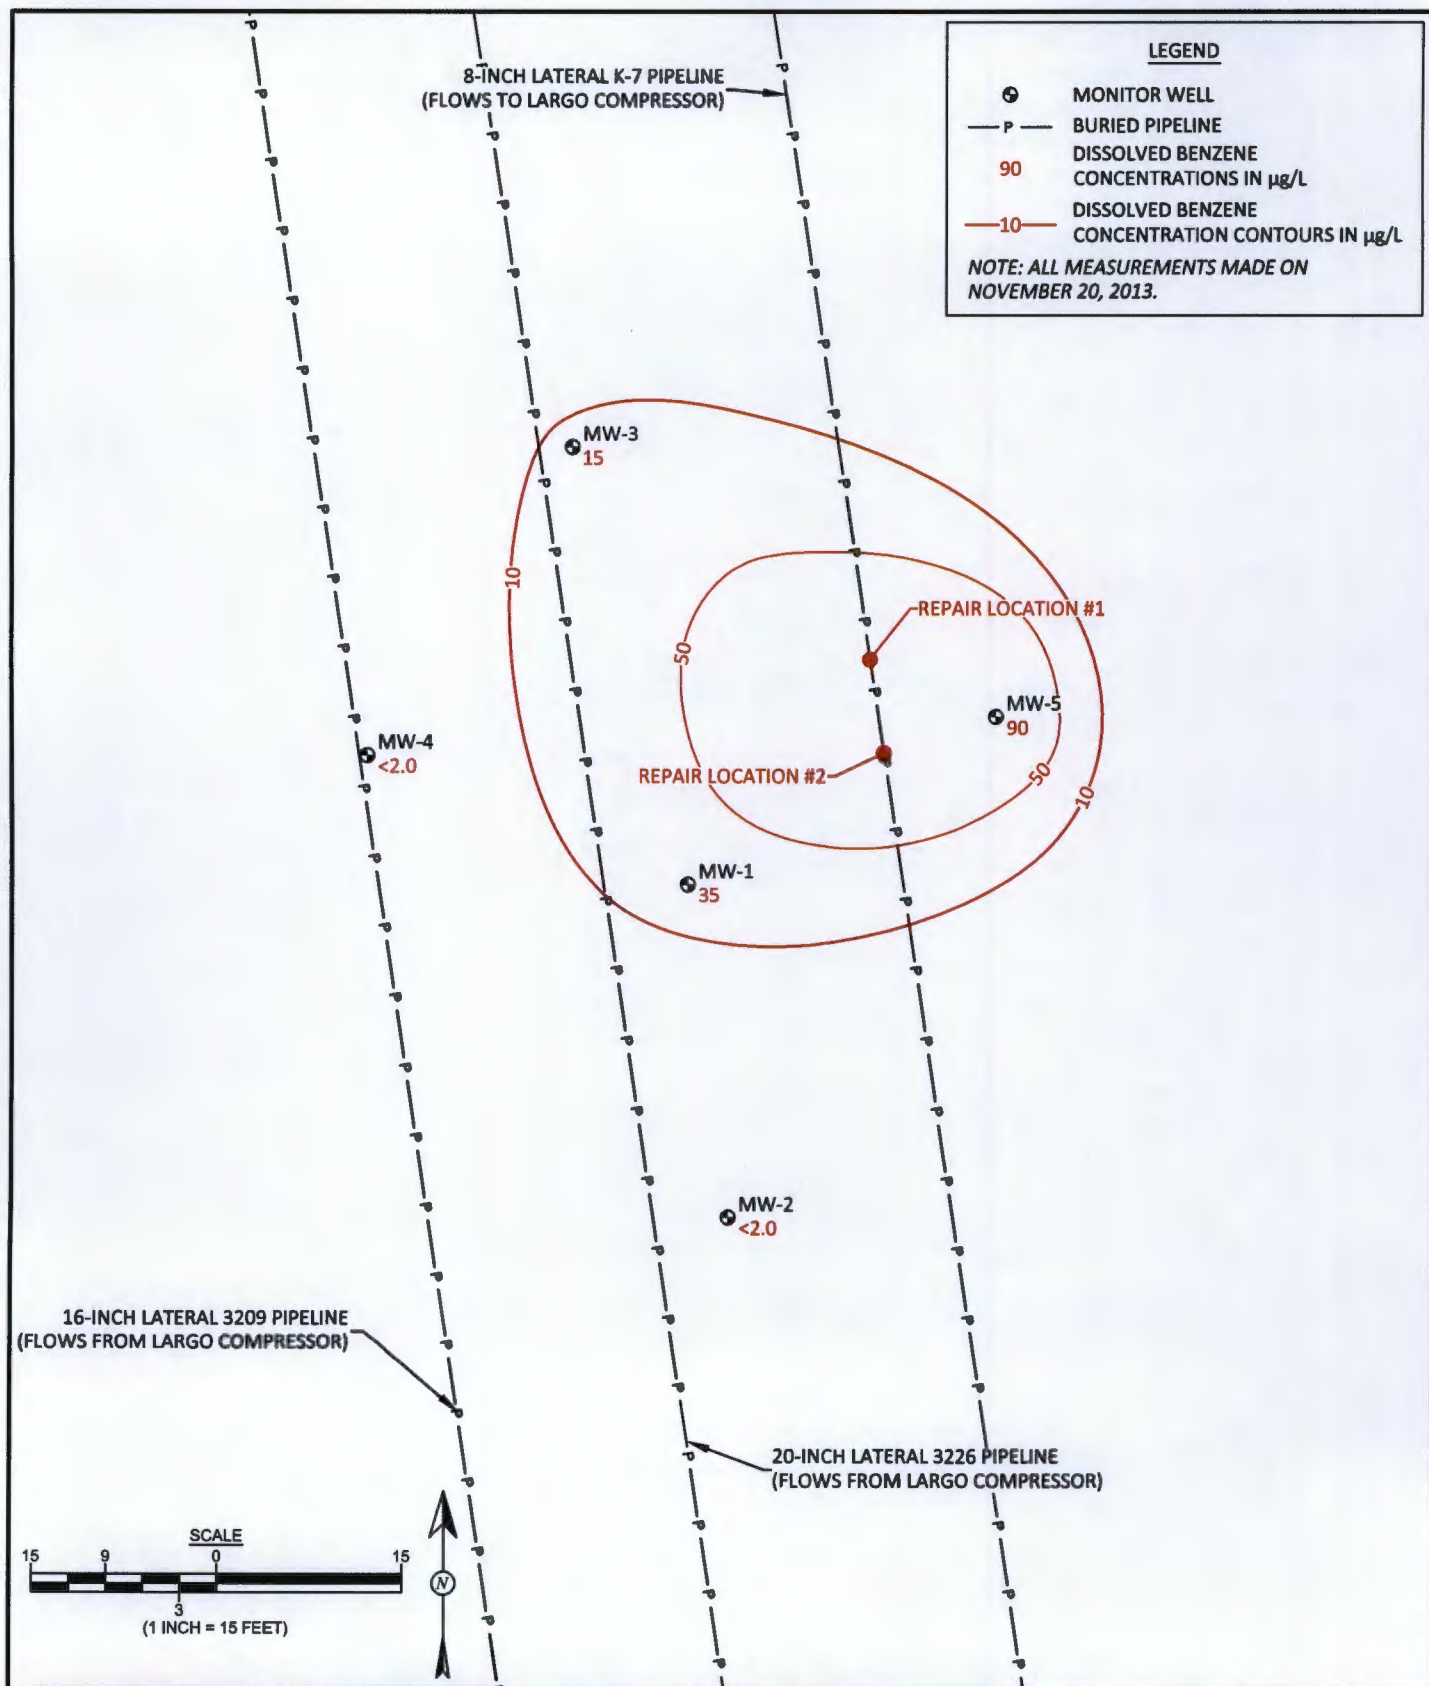 LEGEND
MONITOR WELL
P
BURIED PIPELINE
90
DISSOLVED BENZENE
CONCENTRATIONS IN µg/L
10
DISSOLVED BENZENE
CONCENTRATION CONTOURS IN µg/L
NOTE: ALL MEASUREMENTS MADE ON
NOVEMBER 20, 2013.
8-INCH LATERAL K-7 PIPELINE
(FLOWS TO LARGO COMPRESSOR)
MW-3
15
10
50
REPAIR LOCATION #1
MW-5
90
MW-4
<2.0
REPAIR LOCATION #2
50
10
MW-1
35
MW-2
<2.0
16-INCH LATERAL 3209 PIPELINE
(FLOWS FROM LARGO COMPRESSOR)
20-INCH LATERAL 3226 PIPELINE
(FLOWS FROM LARGO COMPRESSOR)
SCALE
15 9 0 15
3
(1 INCH = 15 FEET)
N